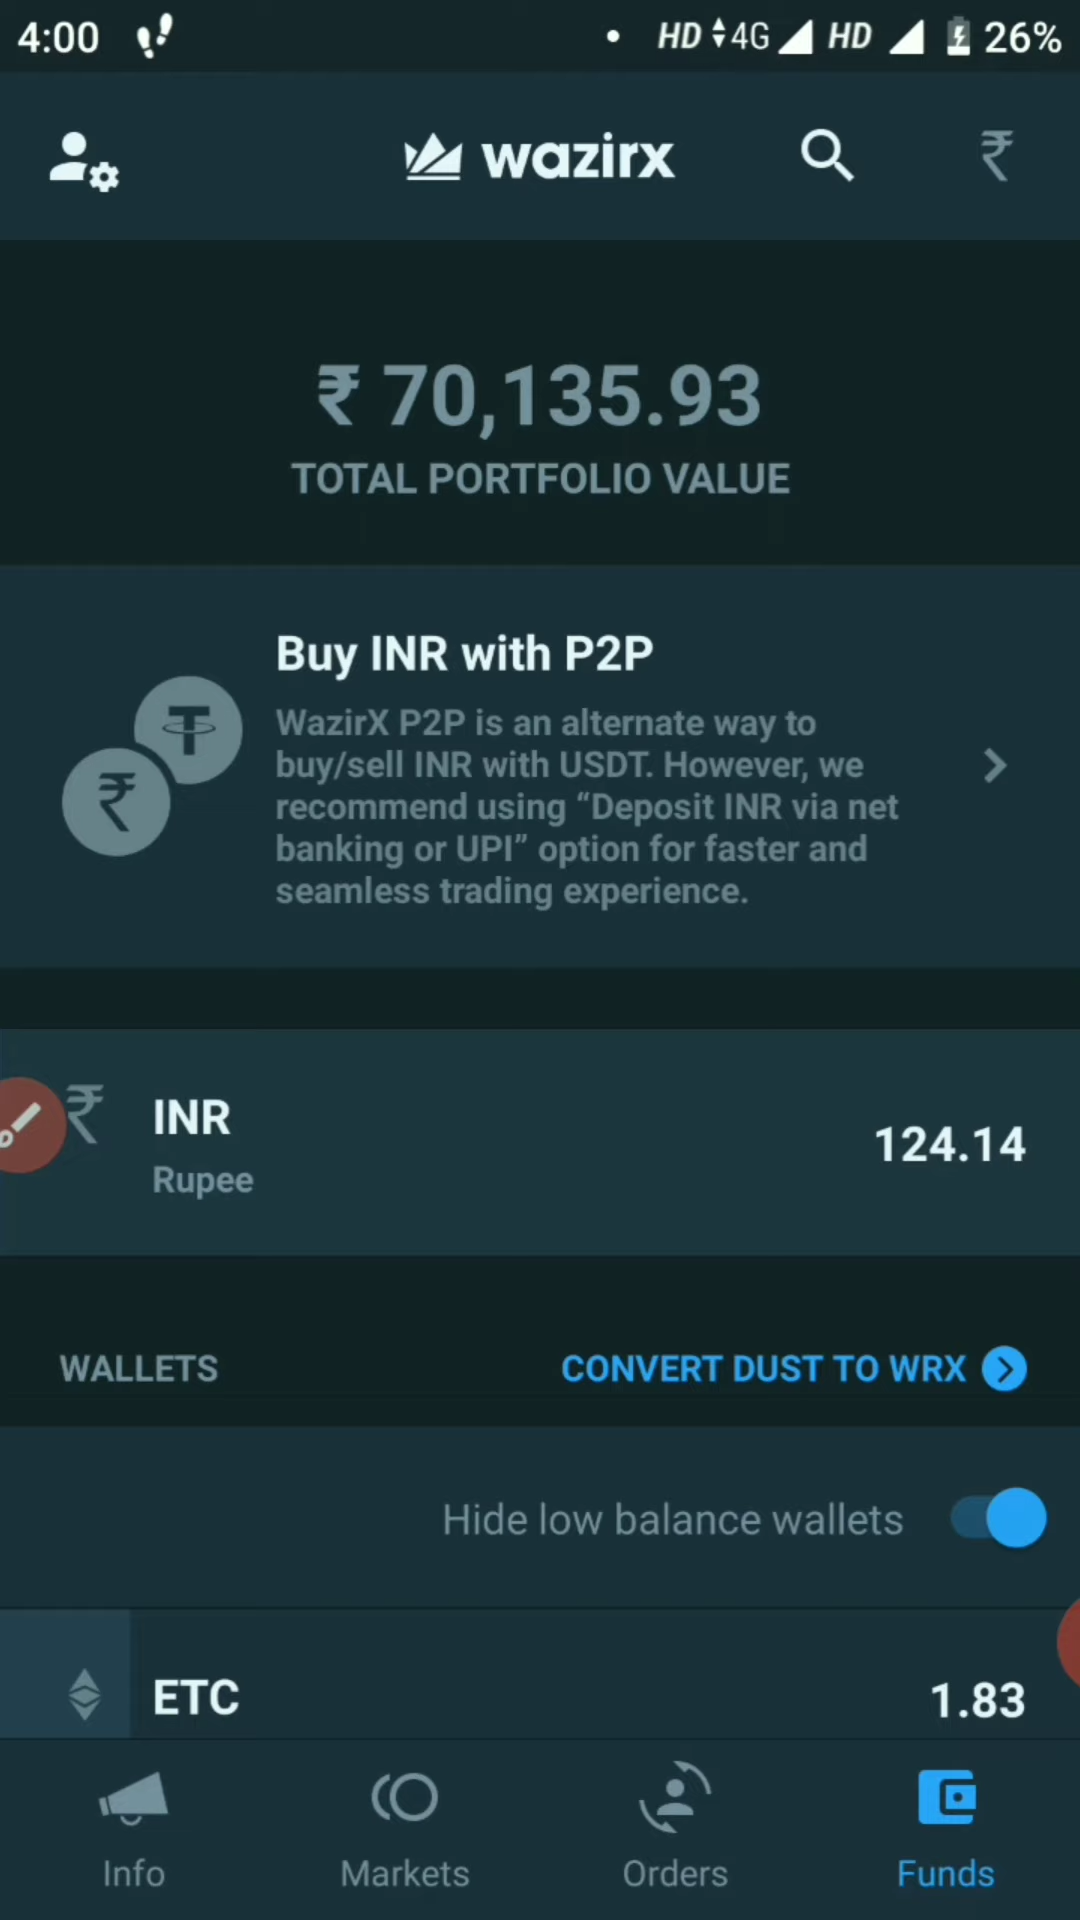 4:00
HD 4G HD 26%
wazirx
₹
₹ 70,135.93
TOTAL PORTFOLIO VALUE
Buy INR with P2P
WazirX P2P is an alternate way to
buy/sell INR with USDT. However, we
recommend using “Deposit INR via net
banking or UPI” option for faster and
seamless trading experience.
₹
₹
INR
124.14
Rupee
WALLETS
CONVERT DUST TO WRX
Hide low balance wallets
ETC
1.83
Info
Markets
Orders
Funds